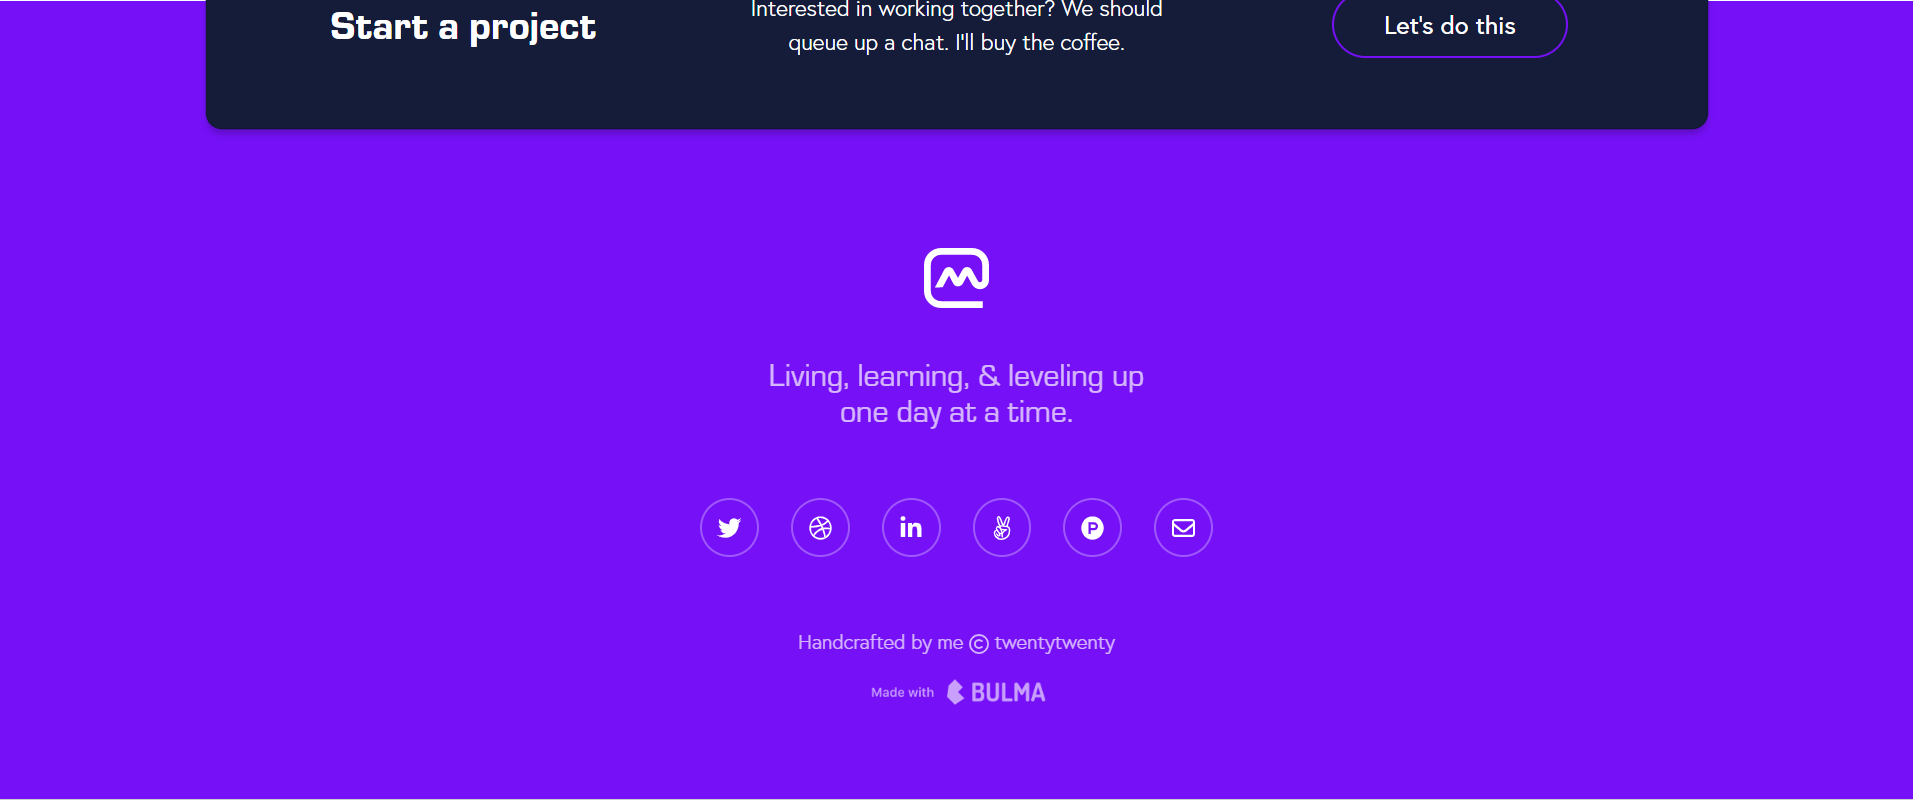 Start a project
Interested in working together? We should
queue up a chat. I'll buy the coffee.
Let's do this
Living, learning, & leveling up
one day at a time.
Handcrafted by me © twentytwenty
Made with BULMA